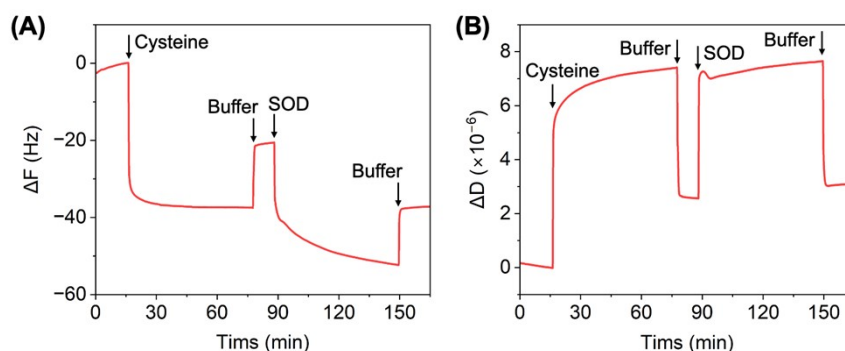 (A)
Cysteine
Buffer SOD
Buffer
0
−20
−40
−60
ΔF (Hz)
0 30 60 90 120 150
Tims (min)
(B)
Buffer SOD Buffer
Cysteine
8
6
4
2
0
ΔD (×10⁻⁶)
0 30 60 90 120 150
Tims (min)